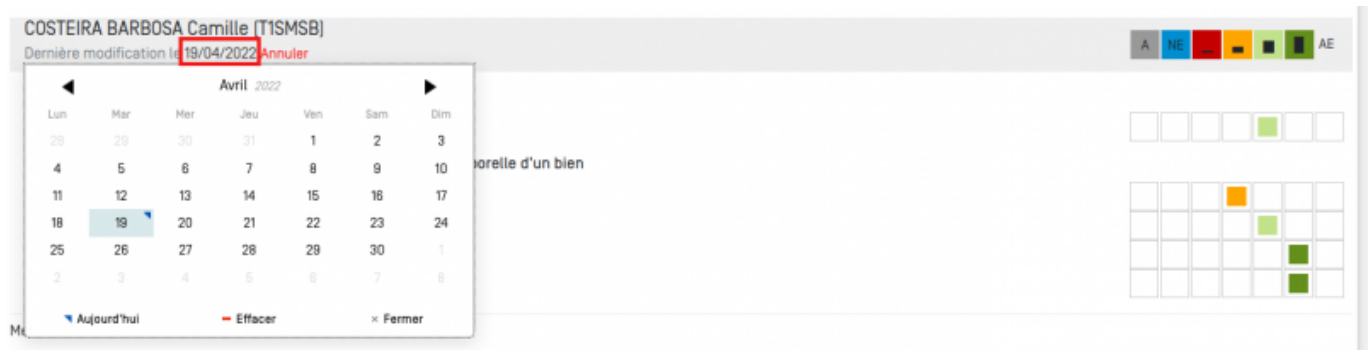 COSTEIRA BARBOSA Camille (T1SMSB)
Dernière modification le 19/04/2022 Annuler
A NE AE
Avril 2022
Lun Mar Mer Jeu Ven Sam Dim
28 29 30 31 1 2 3
4 5 6 7 8 9 10
11 12 13 14 15 16 17
18 19 20 21 22 23 24
25 26 27 28 29 30 1
2 3 4 5 6 7 8
Aujourd'hui Effacer × Fermer
porelle d'un bien